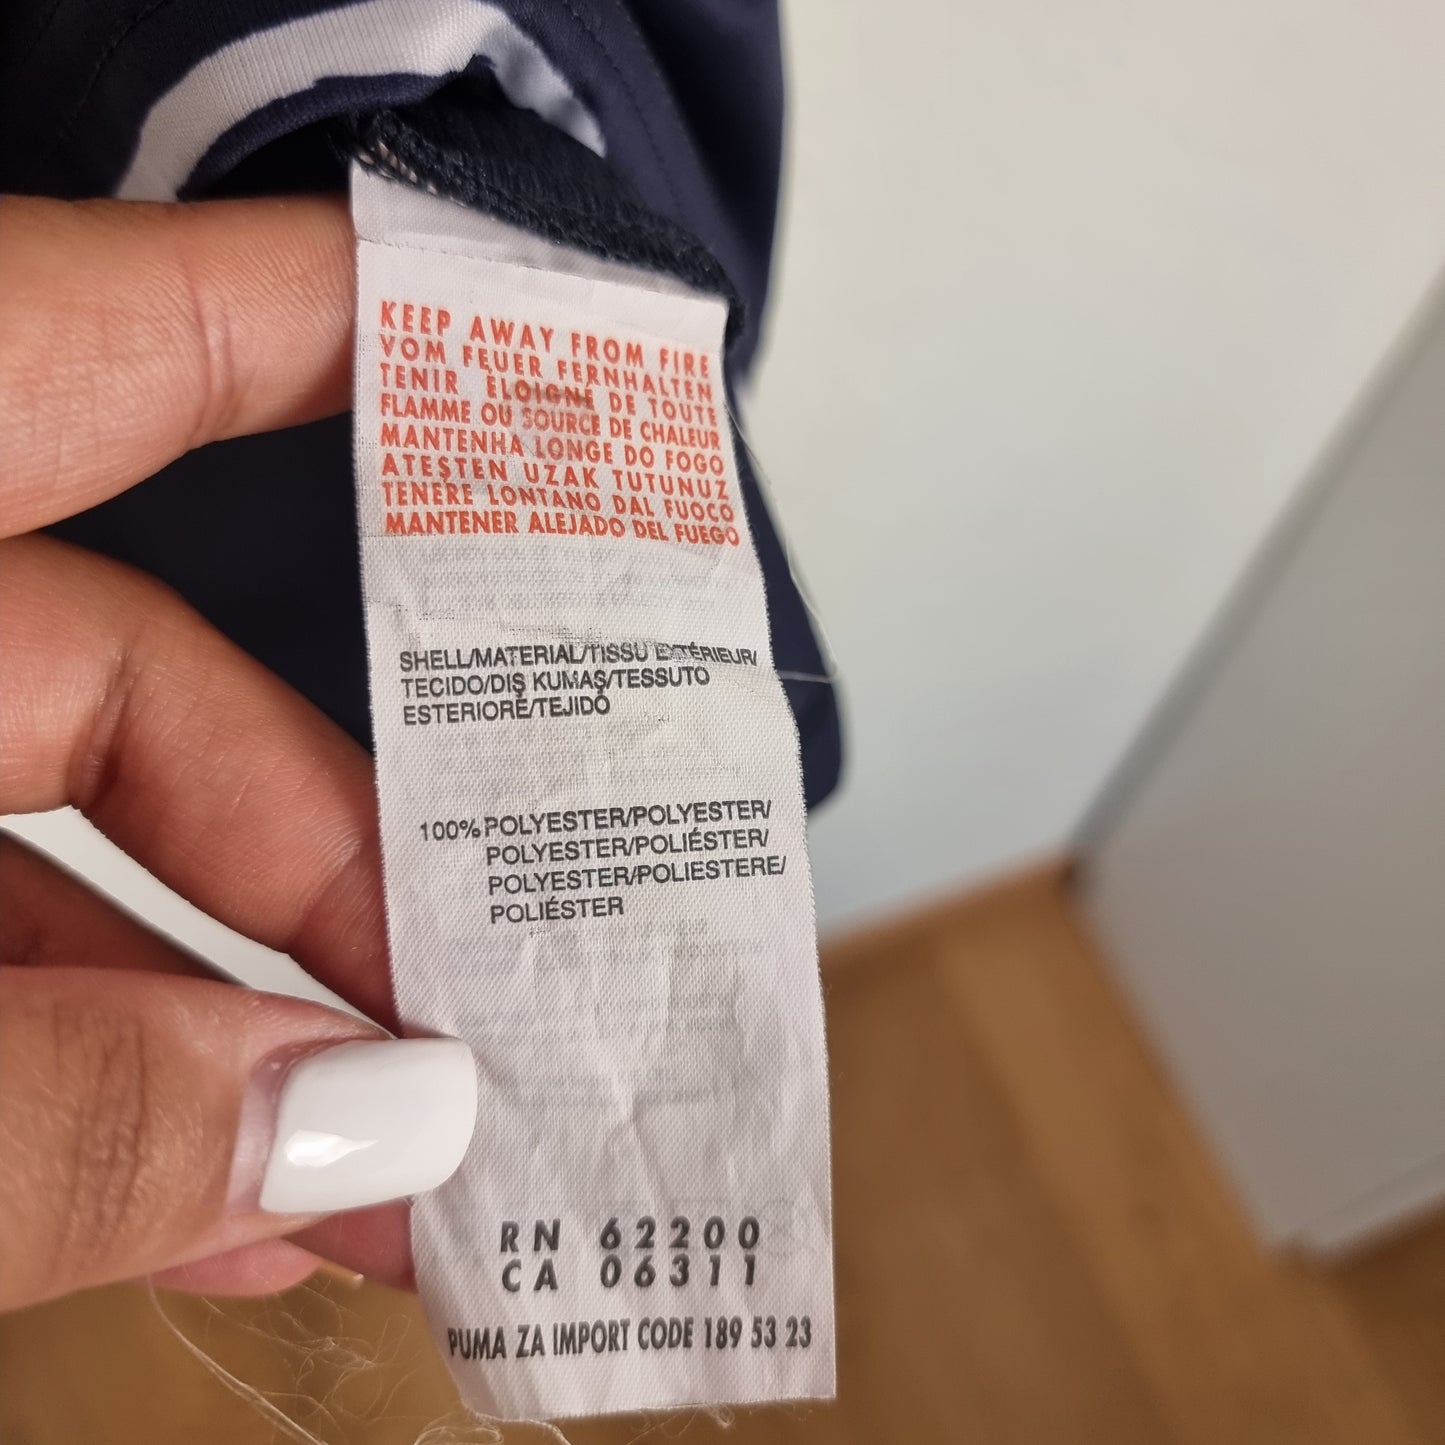 KEEP AWAY FROM FIRE
VOM FEUER FERNHALTEN
TENIR ÉLOIGNÉ DE TOUTE
FLAMME OU SOURCE DE CHALEUR
MANTENHA LONGE DO FOGO
ATEŞTEN UZAK TUTUNUZ
TENERE LONTANO DAL FUOCO
MANTENER ALEJADO DEL FUEGO
SHELL/MATERIAL/TISSU EXTÉRIEUR/
TECIDO/DIŞ KUMAŞ/TESSUTO
ESTERIORE/TEJIDO
100% POLYESTER/POLYESTER/
POLYESTER/POLIÉSTER/
POLYESTER/POLIESTERE/
POLIÉSTER
RN 62200
CA 06311
PUMA ZA IMPORT CODE 189 53 23